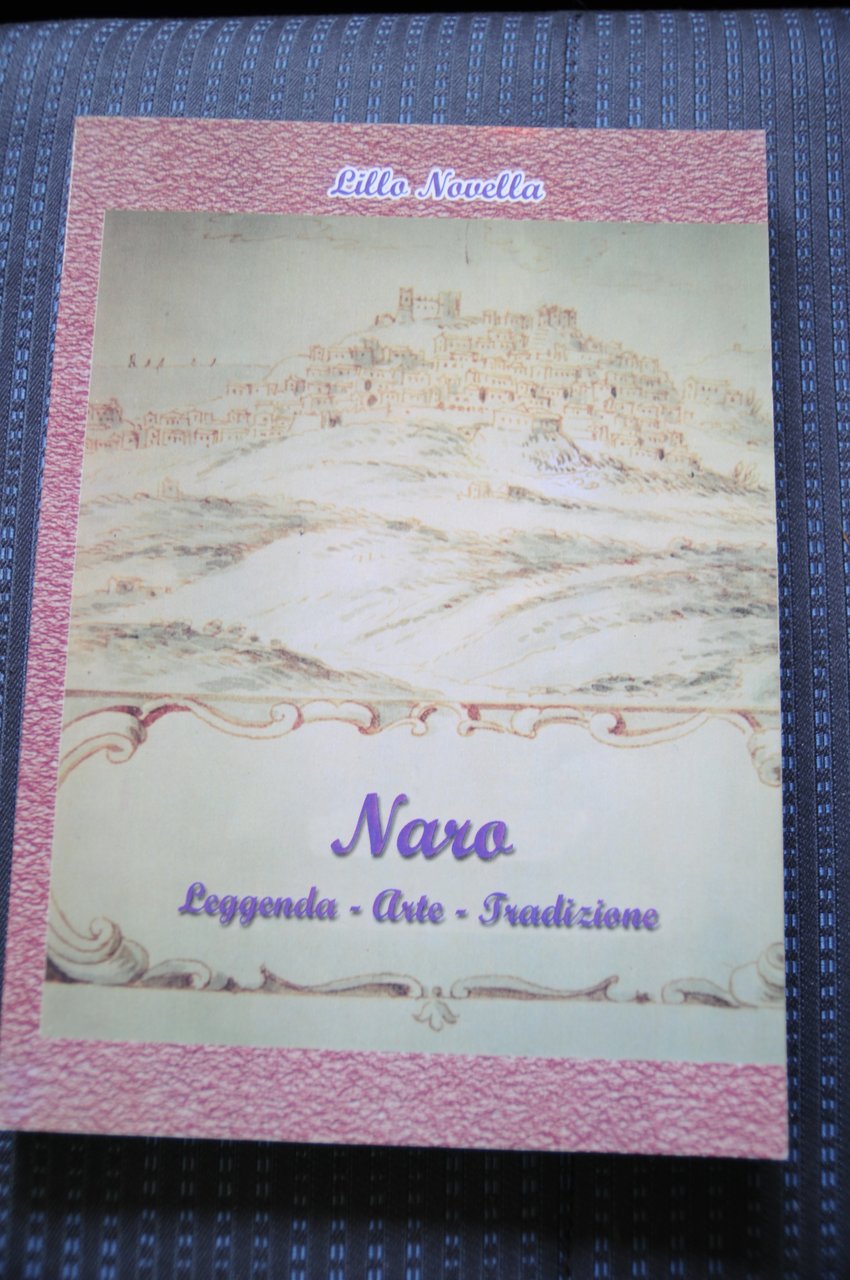 Lillo Novella
Naro
Leggenda - Arte - Tradizione